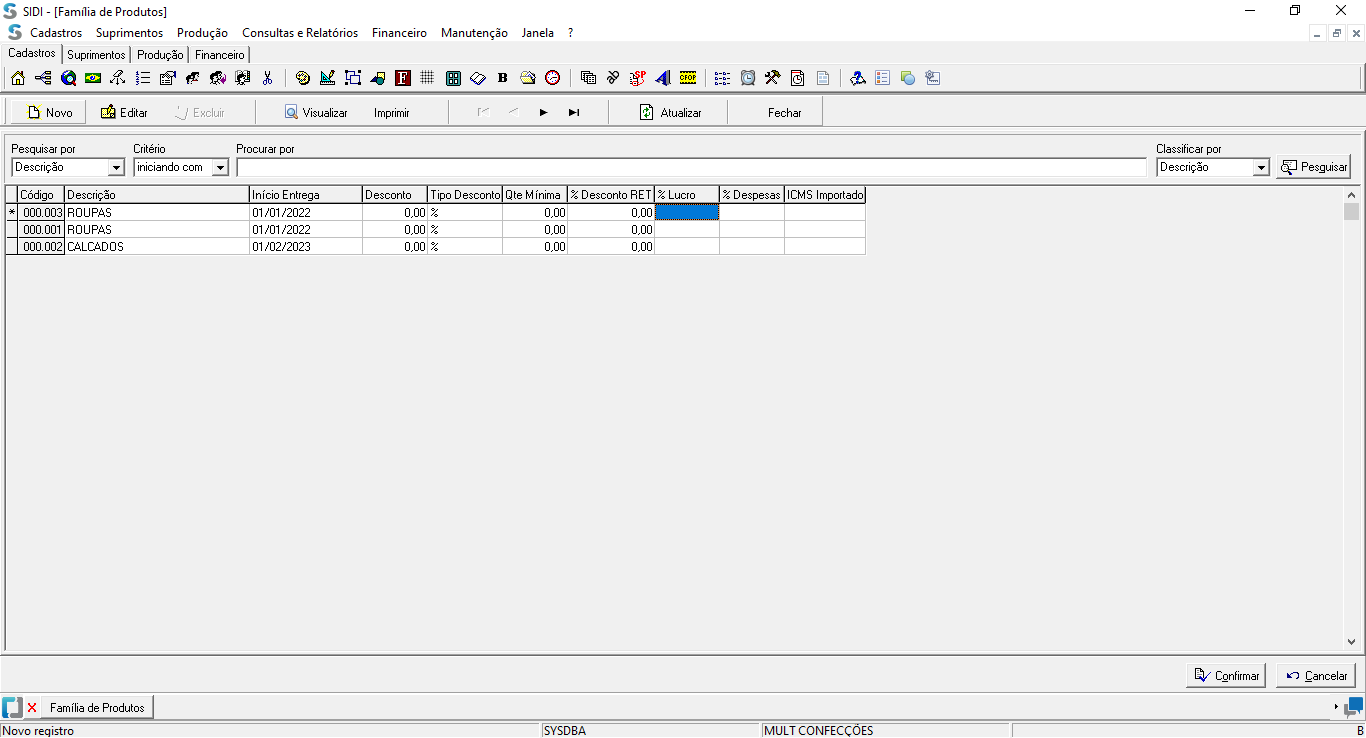 SIDI - [Família de Produtos]
Cadastros Suprimentos Produção Consultas e Relatórios Financeiro Manutenção Janela ?
Cadastros Suprimentos Produção Financeiro
F B SP CFOP
Novo Editar Excluir Visualizar Imprimir Atualizar Fechar
Pesquisar por Critério Procurar por Classificar por
Descrição iniciando com Descrição Pesquisar
Código Descrição Início Entrega Desconto Tipo Desconto Qte Mínima % Desconto RET % Lucro % Despesas ICMS Importado
* 000.003 ROUPAS 01/01/2022 0,00 % 0,00 0,00
000.001 ROUPAS 01/01/2022 0,00 % 0,00 0,00
000.002 CALCADOS 01/02/2023 0,00 % 0,00 0,00
Confirmar Cancelar
Família de Produtos
Novo registro SYSDBA MULT CONFECÇÕES B